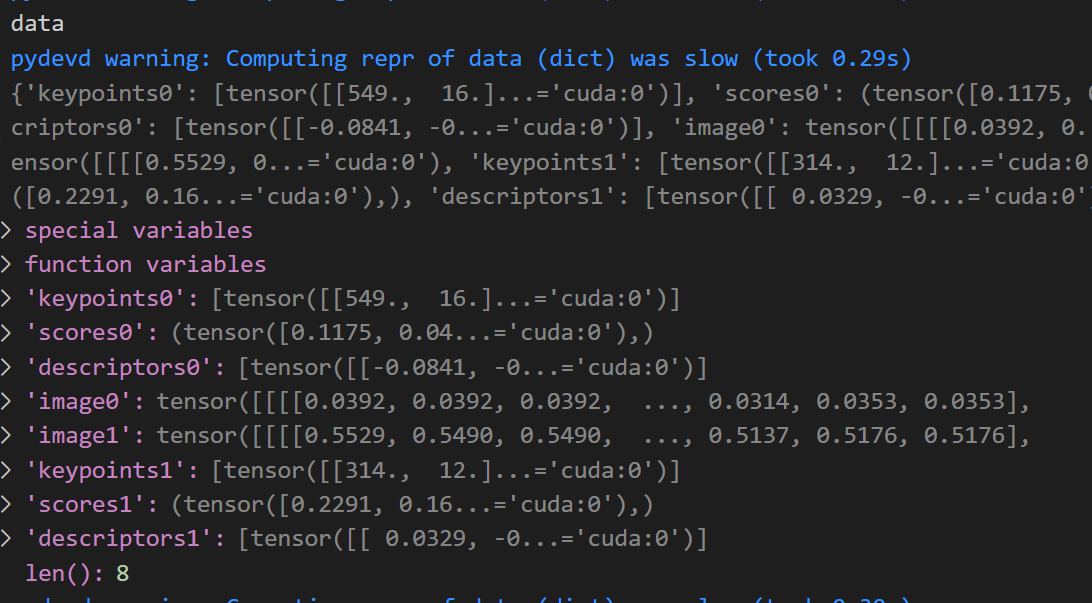 data
pydevd warning: Computing repr of data (dict) was slow (took 0.29s)
{'keypoints0': [tensor([[549.,  16.]...='cuda:0')], 'scores0': (tensor([0.1175,
criptors0': [tensor([[-0.0841, -0...='cuda:0')], 'image0': tensor([[[[0.0392, 0.
ensor([[[[0.5529, 0...='cuda:0'), 'keypoints1': [tensor([[314.,  12.]...='cuda:0
([0.2291, 0.16...='cuda:0'),), 'descriptors1': [tensor([[ 0.0329, -0...='cuda:0'
> special variables
> function variables
> 'keypoints0': [tensor([[549.,  16.]...='cuda:0')]
> 'scores0': (tensor([0.1175, 0.04...='cuda:0'),)
> 'descriptors0': [tensor([[-0.0841, -0...='cuda:0')]
> 'image0': tensor([[[[0.0392, 0.0392, 0.0392,  ..., 0.0314, 0.0353, 0.0353],
> 'image1': tensor([[[[0.5529, 0.5490, 0.5490,  ..., 0.5137, 0.5176, 0.5176],
> 'keypoints1': [tensor([[314.,  12.]...='cuda:0')]
> 'scores1': (tensor([0.2291, 0.16...='cuda:0'),)
> 'descriptors1': [tensor([[ 0.0329, -0...='cuda:0')]
len(): 8